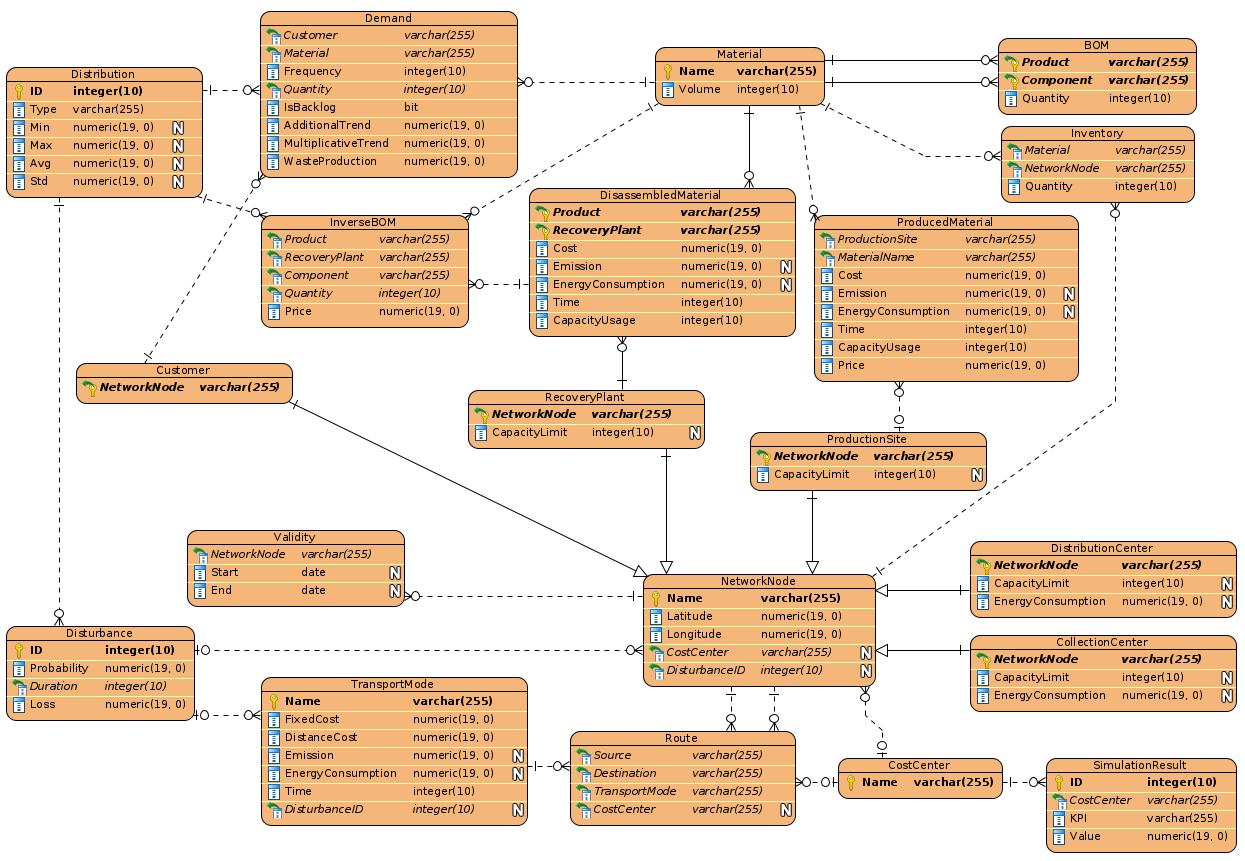 Demand
Customer varchar(255)
Material varchar(255)
Frequency integer(10)
Quantity integer(10)
IsBacklog bit
AdditionalTrend numeric(19, 0)
MultiplicativeTrend numeric(19, 0)
WasteProduction numeric(19, 0)
Material
Name varchar(255)
Volume integer(10)
BOM
Product varchar(255)
Component varchar(255)
Quantity integer(10)
Distribution
ID integer(10)
Type varchar(255)
Min numeric(19, 0) N
Max numeric(19, 0) N
Avg numeric(19, 0) N
Std numeric(19, 0) N
Inventory
Material varchar(255)
NetworkNode varchar(255)
Quantity integer(10)
InverseBOM
Product varchar(255)
RecoveryPlant varchar(255)
Component varchar(255)
Quantity integer(10)
Price numeric(19, 0)
DisassembledMaterial
Product varchar(255)
RecoveryPlant varchar(255)
Cost numeric(19, 0)
Emission numeric(19, 0) N
EnergyConsumption numeric(19, 0) N
Time integer(10)
CapacityUsage integer(10)
ProducedMaterial
ProductionSite varchar(255)
MaterialName varchar(255)
Cost numeric(19, 0)
Emission numeric(19, 0) N
EnergyConsumption numeric(19, 0) N
Time integer(10)
CapacityUsage integer(10)
Price numeric(19, 0)
Customer
NetworkNode varchar(255)
RecoveryPlant
NetworkNode varchar(255)
CapacityLimit integer(10) N
ProductionSite
NetworkNode varchar(255)
CapacityLimit integer(10) N
Validity
NetworkNode varchar(255)
Start date N
End date N
NetworkNode
Name varchar(255)
Latitude numeric(19, 0)
Longitude numeric(19, 0)
CostCenter varchar(255) N
DisturbanceID integer(10) N
DistributionCenter
NetworkNode varchar(255)
CapacityLimit integer(10) N
EnergyConsumption numeric(19, 0) N
Disturbance
ID integer(10)
Probability numeric(19, 0)
Duration integer(10)
Loss numeric(19, 0)
CollectionCenter
NetworkNode varchar(255)
CapacityLimit integer(10) N
EnergyConsumption numeric(19, 0) N
TransportMode
Name varchar(255)
FixedCost numeric(19, 0)
DistanceCost numeric(19, 0)
Emission numeric(19, 0) N
EnergyConsumption numeric(19, 0) N
Time integer(10)
DisturbanceID integer(10) N
Route
Source varchar(255)
Destination varchar(255)
TransportMode varchar(255)
CostCenter varchar(255) N
CostCenter
Name varchar(255)
SimulationResult
ID integer(10)
CostCenter varchar(255)
KPI varchar(255)
Value numeric(19, 0)